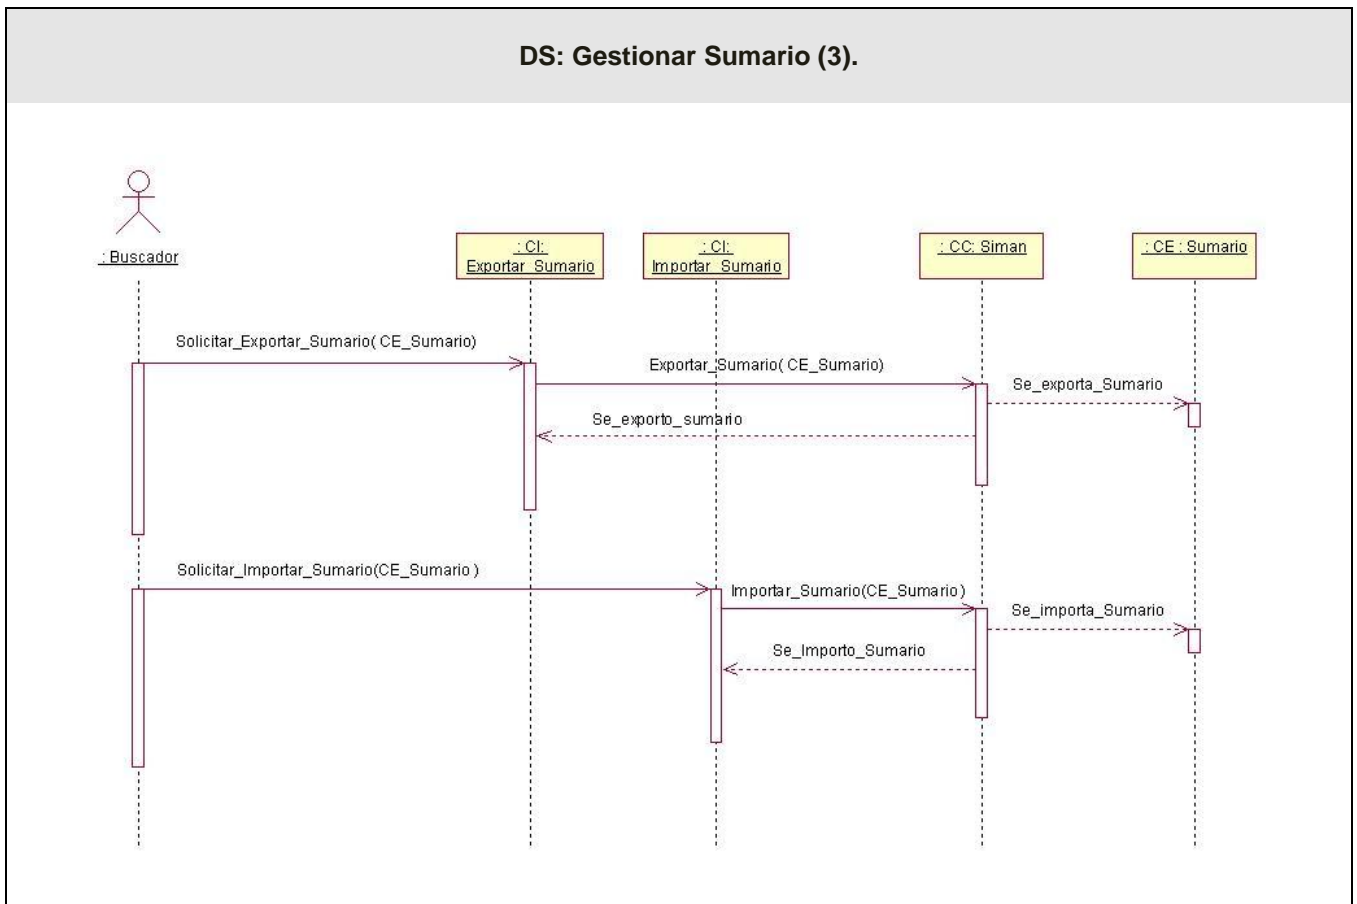 DS: Gestionar Sumario (3).
: Buscador
: CI:
Exportar_Sumario
: CI:
Importar_Sumario
: CC: Siman
: CE : Sumario
Solicitar_Exportar_Sumario( CE_Sumario)
Exportar_Sumario( CE_Sumario)
Se_exporta_Sumario
Se_exporto_sumario
Solicitar_Importar_Sumario(CE_Sumario )
Importar_Sumario(CE_Sumario )
Se_importa_Sumario
Se_Importo_Sumario